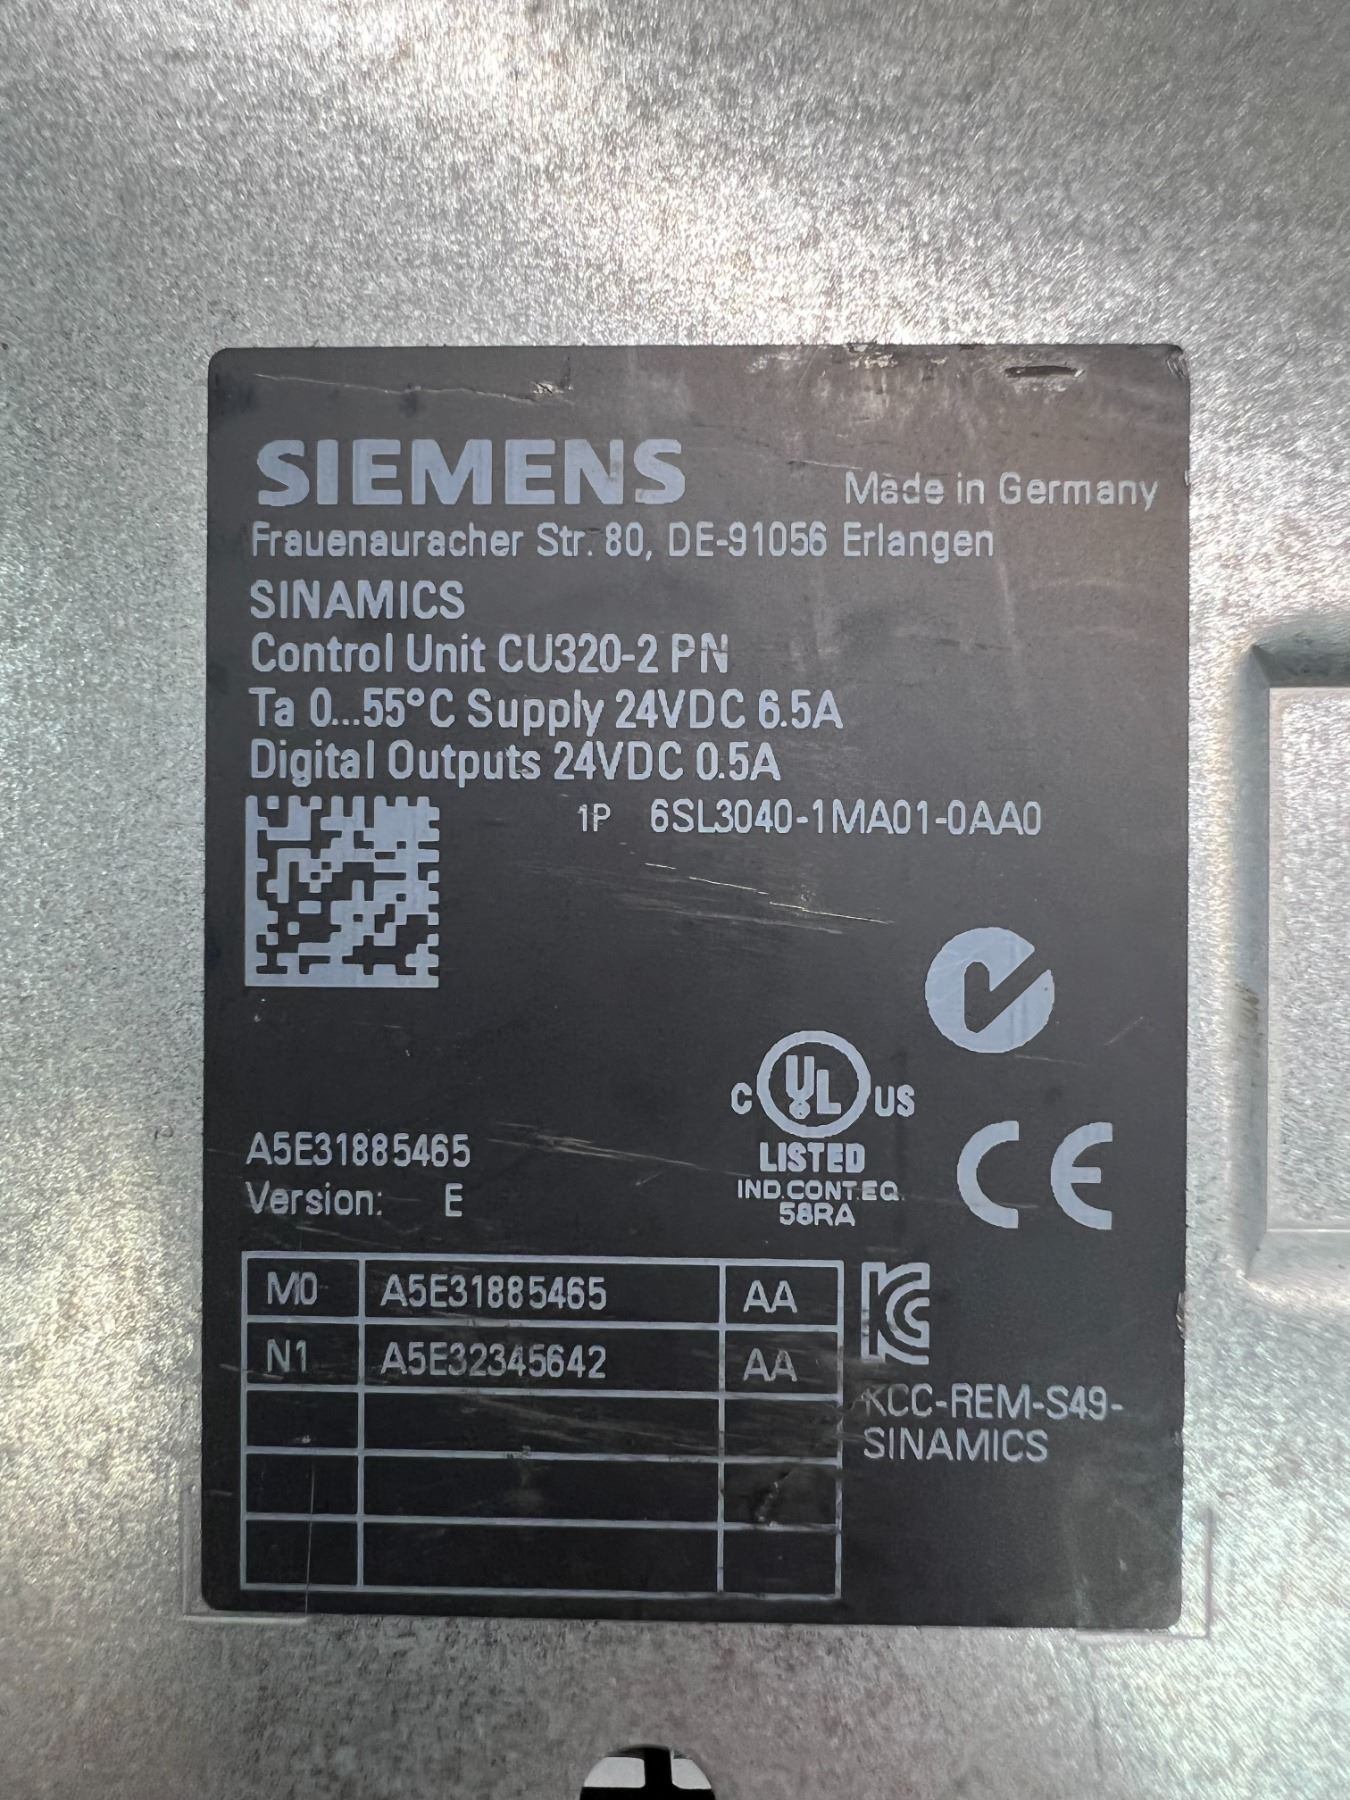 SIEMENS
Made in Germany
Frauenauracher Str. 80, DE-91056 Erlangen
SINAMICS
Control Unit CU320-2 PN
Ta 0...55°C Supply 24VDC 6.5A
Digital Outputs 24VDC 0.5A
1P 6SL3040-1MA01-0AA0
C UL US
LISTED
IND.CONT.EQ.
58RA
CE
A5E31885465
Version: E
M0 A5E31885465 AA
N1 A5E32345642 AA
KC
KCC-REM-S49-
SINAMICS